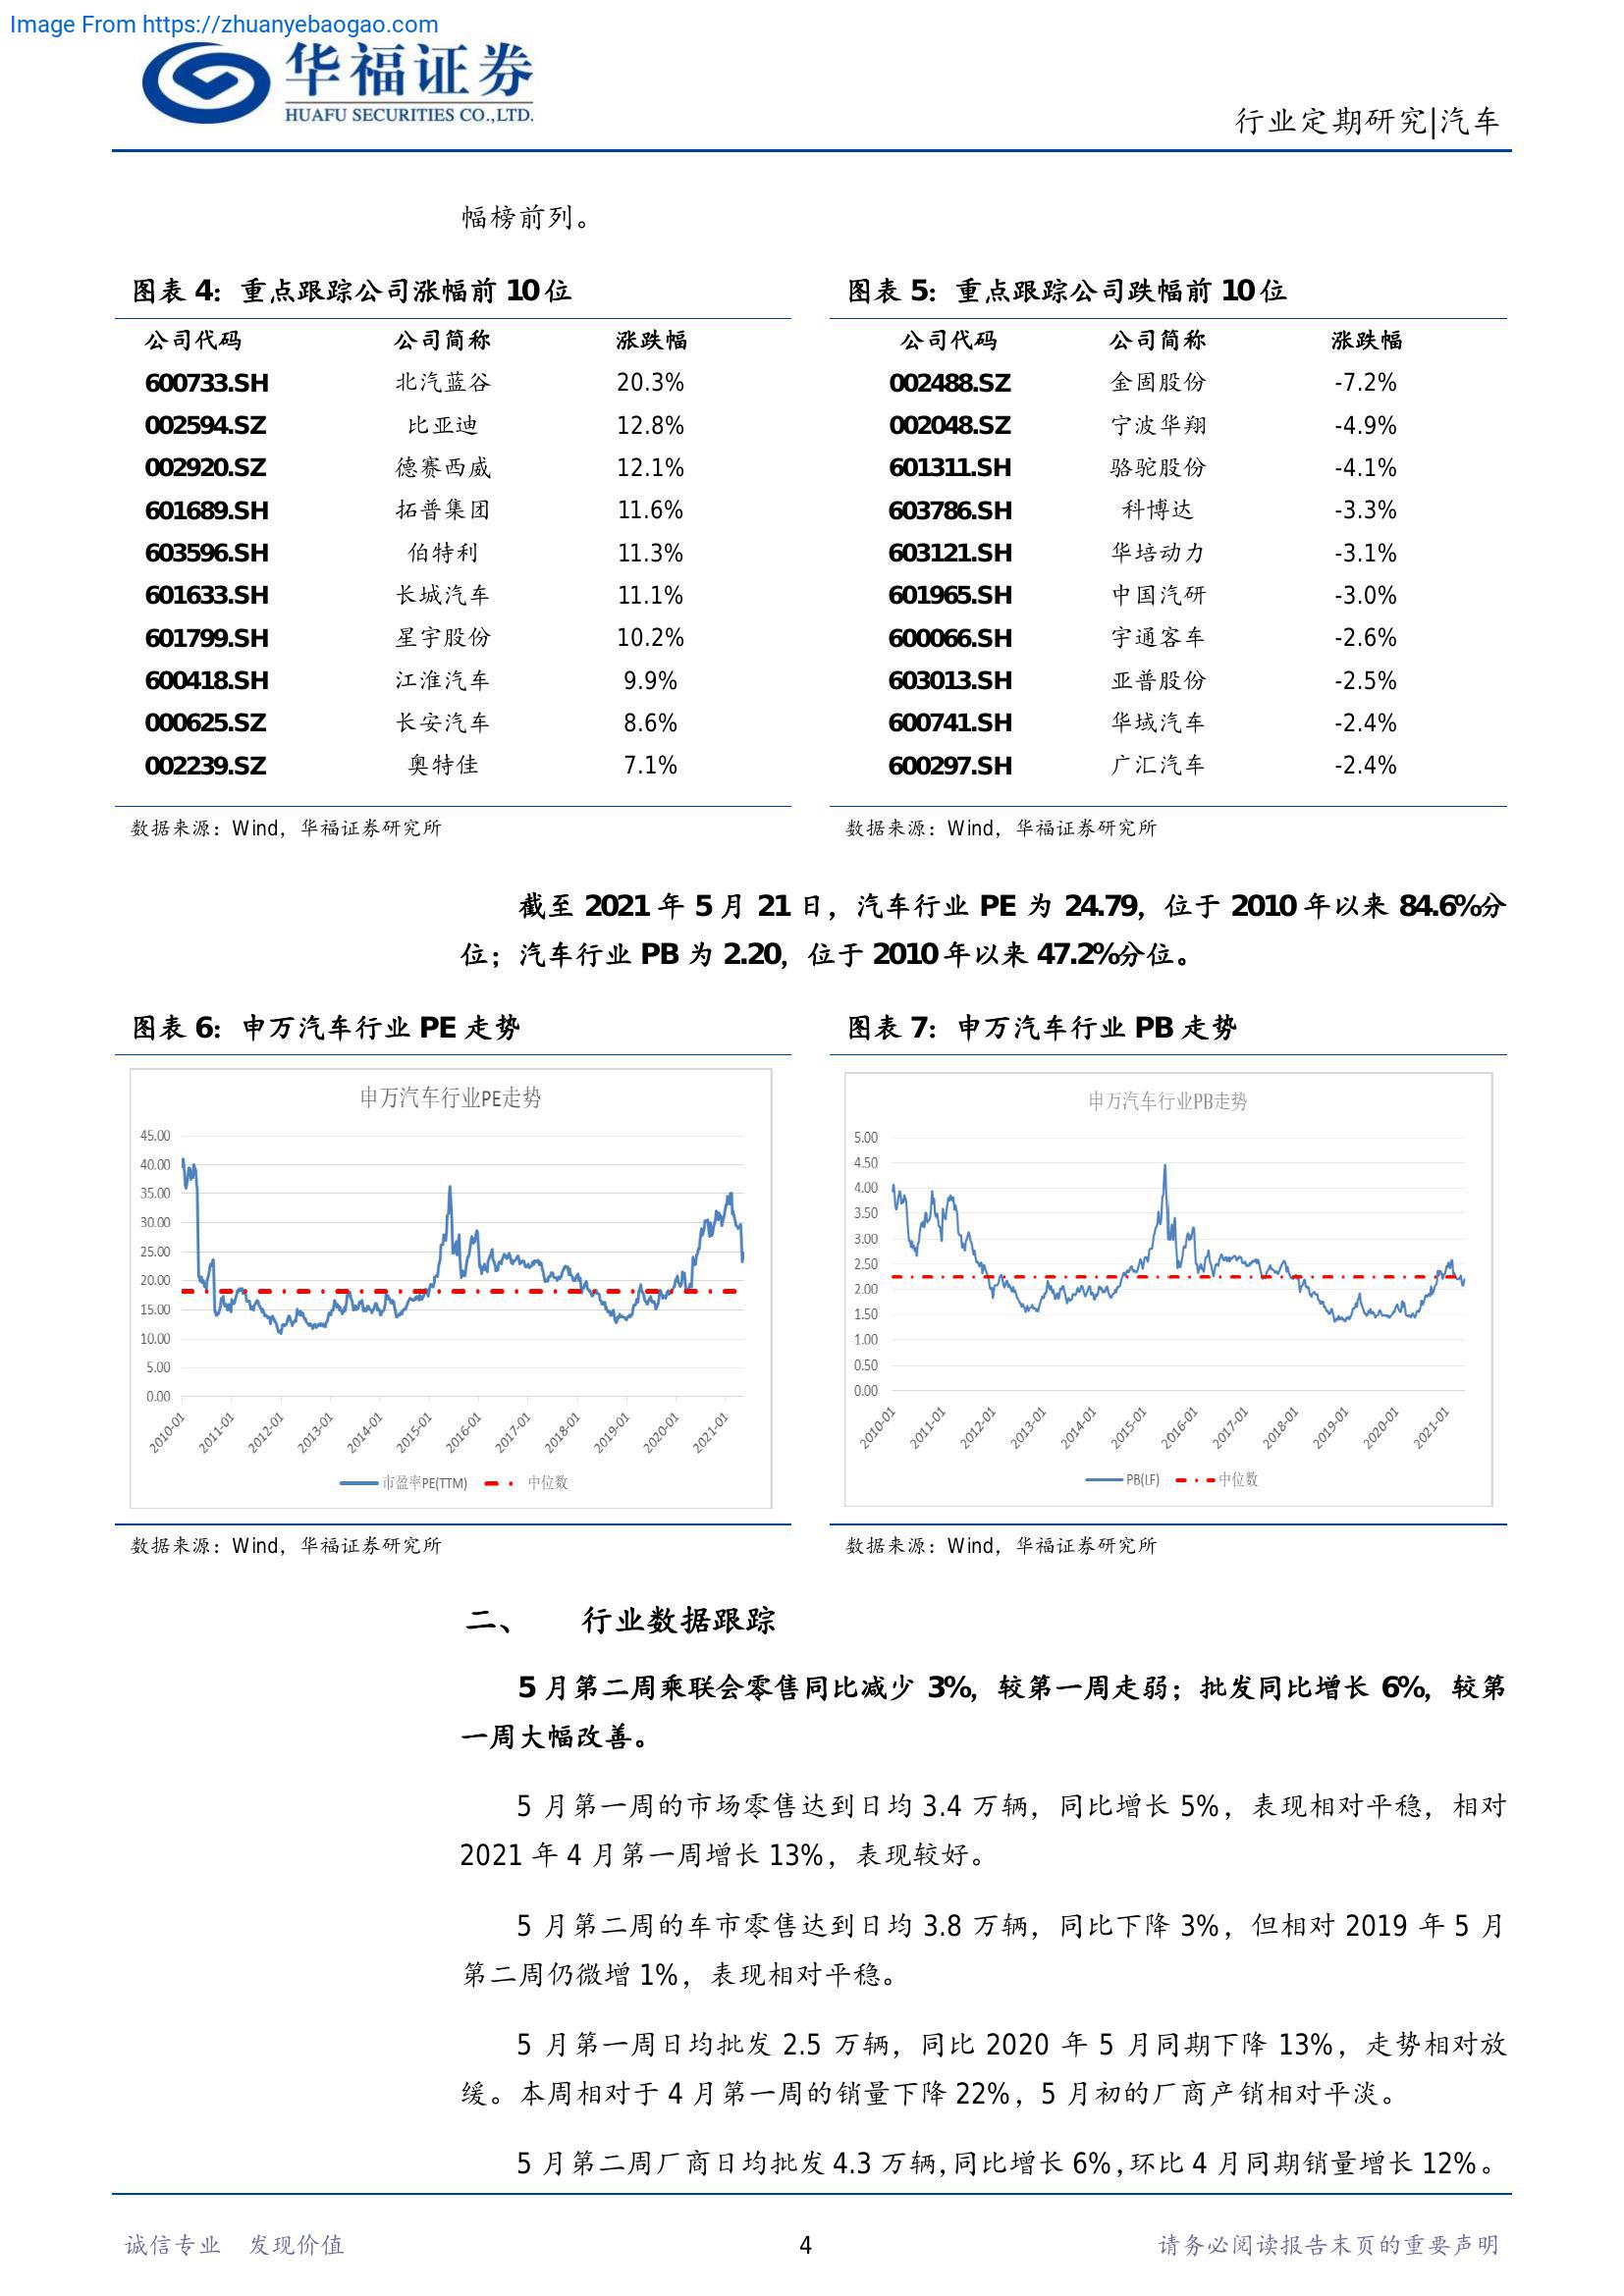 Image From https://zhuanyebaogao.com
华福证券
HUAFU SECURITIES CO.,LTD.
行业定期研究|汽车
幅榜前列。
图表 4：重点跟踪公司涨幅前 10 位
公司代码 公司简称 涨跌幅
600733.SH 北汽蓝谷 20.3%
002594.SZ 比亚迪 12.8%
002920.SZ 德赛西威 12.1%
601689.SH 拓普集团 11.6%
603596.SH 伯特利 11.3%
601633.SH 长城汽车 11.1%
601799.SH 星宇股份 10.2%
600418.SH 江淮汽车 9.9%
000625.SZ 长安汽车 8.6%
002239.SZ 奥特佳 7.1%
数据来源：Wind，华福证券研究所
图表 5：重点跟踪公司跌幅前 10 位
公司代码 公司简称 涨跌幅
002488.SZ 金固股份 -7.2%
002048.SZ 宁波华翔 -4.9%
601311.SH 骆驼股份 -4.1%
603786.SH 科博达 -3.3%
603121.SH 华培动力 -3.1%
601965.SH 中国汽研 -3.0%
600066.SH 宇通客车 -2.6%
603013.SH 亚普股份 -2.5%
600741.SH 华域汽车 -2.4%
600297.SH 广汇汽车 -2.4%
数据来源：Wind，华福证券研究所
截至 2021 年 5 月 21 日，汽车行业 PE 为 24.79，位于 2010 年以来 84.6%分
位；汽车行业 PB 为 2.20，位于 2010 年以来 47.2%分位。
图表 6：申万汽车行业 PE 走势
申万汽车行业PE走势
45.00
40.00
35.00
30.00
25.00
20.00
15.00
10.00
5.00
0.00
2010-01 2011-01 2012-01 2013-01 2014-01 2015-01 2016-01 2017-01 2018-01 2019-01 2020-01 2021-01
市盈率PE(TTM) 中位数
数据来源：Wind，华福证券研究所
图表 7：申万汽车行业 PB 走势
申万汽车行业PB走势
5.00
4.50
4.00
3.50
3.00
2.50
2.00
1.50
1.00
0.50
0.00
2010-01 2011-01 2012-01 2013-01 2014-01 2015-01 2016-01 2017-01 2018-01 2019-01 2020-01 2021-01
PB(LF) 中位数
数据来源：Wind，华福证券研究所
二、 行业数据跟踪
5 月第二周乘联会零售同比减少 3%，较第一周走弱；批发同比增长 6%，较第
一周大幅改善。
5 月第一周的市场零售达到日均 3.4 万辆，同比增长 5%，表现相对平稳，相对
2021 年 4 月第一周增长 13%，表现较好。
5 月第二周的车市零售达到日均 3.8 万辆，同比下降 3%，但相对 2019 年 5 月
第二周仍微增 1%，表现相对平稳。
5 月第一周日均批发 2.5 万辆，同比 2020 年 5 月同期下降 13%，走势相对放
缓。本周相对于 4 月第一周的销量下降 22%，5 月初的厂商产销相对平淡。
5 月第二周厂商日均批发 4.3 万辆,同比增长 6%,环比 4 月同期销量增长 12%。
诚信专业 发现价值
4
请务必阅读报告末页的重要声明